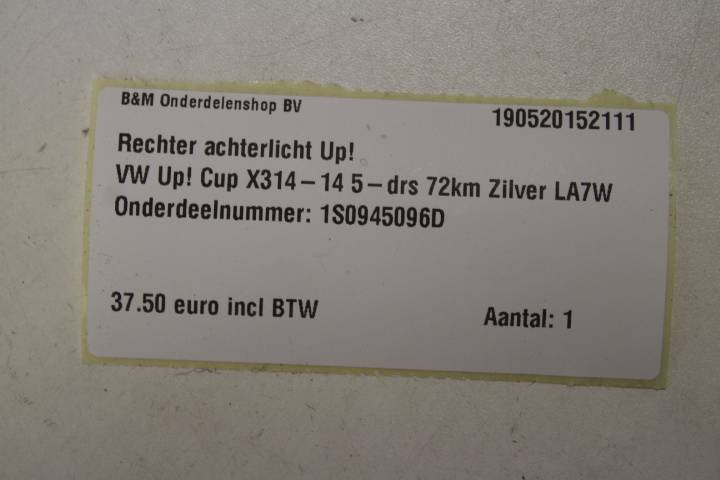 B&M Onderdelenshop BV
190520152111
Rechter achterlicht Up!
VW Up! Cup X314-14 5-drs 72km Zilver LA7W
Onderdeelnummer: 1S0945096D
37.50 euro incl BTW
Aantal: 1